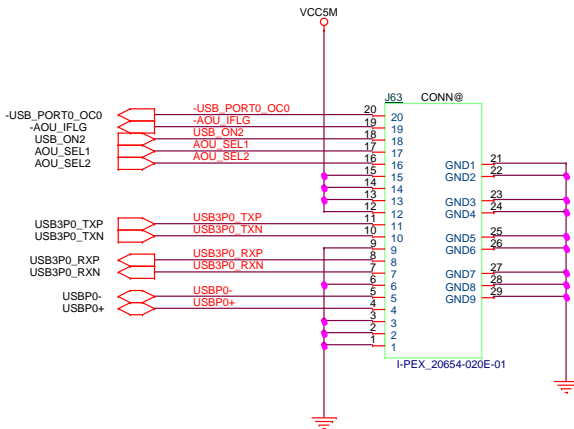 VCC5M
J63 CONN@
-USB_PORT0_OC0 -USB_PORT0_OC0 20 20
-AOU_IFLG -AOU_IFLG 19 19
USB_ON2 USB_ON2 18 18
AOU_SEL1 AOU_SEL1 17 17
AOU_SEL2 AOU_SEL2 16 16 GND1 21
15 15 GND2 22
14 14
13 13 GND3 23
12 12 GND4 24
USB3P0_TXP USB3P0_TXP 11 11
USB3P0_TXN USB3P0_TXN 10 10 GND5 25
9 9 GND6 26
USB3P0_RXP USB3P0_RXP 8 8
USB3P0_RXN USB3P0_RXN 7 7 GND7 27
6 6 GND8 28
USBP0- USBP0- 5 5 GND9 29
USBP0+ USBP0+ 4 4
3 3
2 2
1 1
I-PEX_20654-020E-01